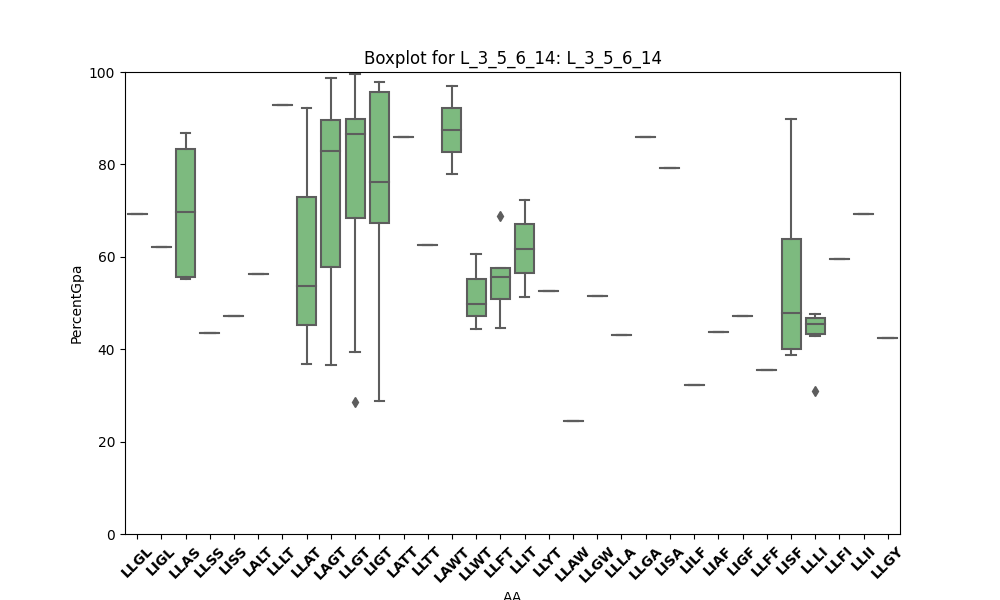 Boxplot for L_3_5_6_14: L_3_5_6_14
100
80
60
40
20
0
PercentGpa
LLGL LIGL LLAS LLSS LISS LALT LLLT LLAT LAGT LLGT LIGT LATT LLTT LAWT LLWT LLFT LLIT LLYT LLAW LLGW LLLA LLGA LISA LILF LIAF LIGF LLFF LISF LLLI LLFI LLII LLGY
AA